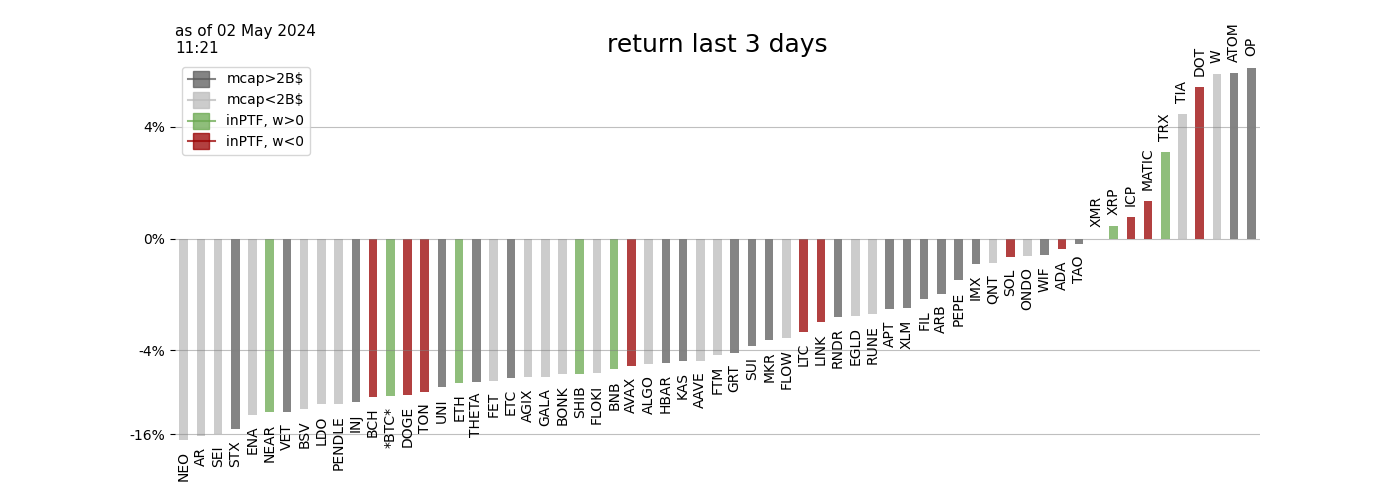 as of 02 May 2024
11:21
return last 3 days
mcap>2B$
mcap<2B$
inPTF, w>0
inPTF, w<0
4%
0%
-4%
-16%
NEO
AR
SEI
STX
ENA
NEAR
VET
BSV
LDO
PENDLE
INJ
BCH
*BTC*
DOGE
TON
UNI
ETH
THETA
FET
ETC
AGIX
GALA
BONK
SHIB
FLOKI
BNB
AVAX
ALGO
HBAR
KAS
AAVE
FTM
GRT
SUI
MKR
FLOW
LTC
LINK
RNDR
EGLD
RUNE
APT
XLM
FIL
ARB
PEPE
IMX
QNT
SOL
ONDO
WIF
ADA
TAO
XMR
XRP
ICP
MATIC
TRX
TIA
DOT
W
ATOM
OP